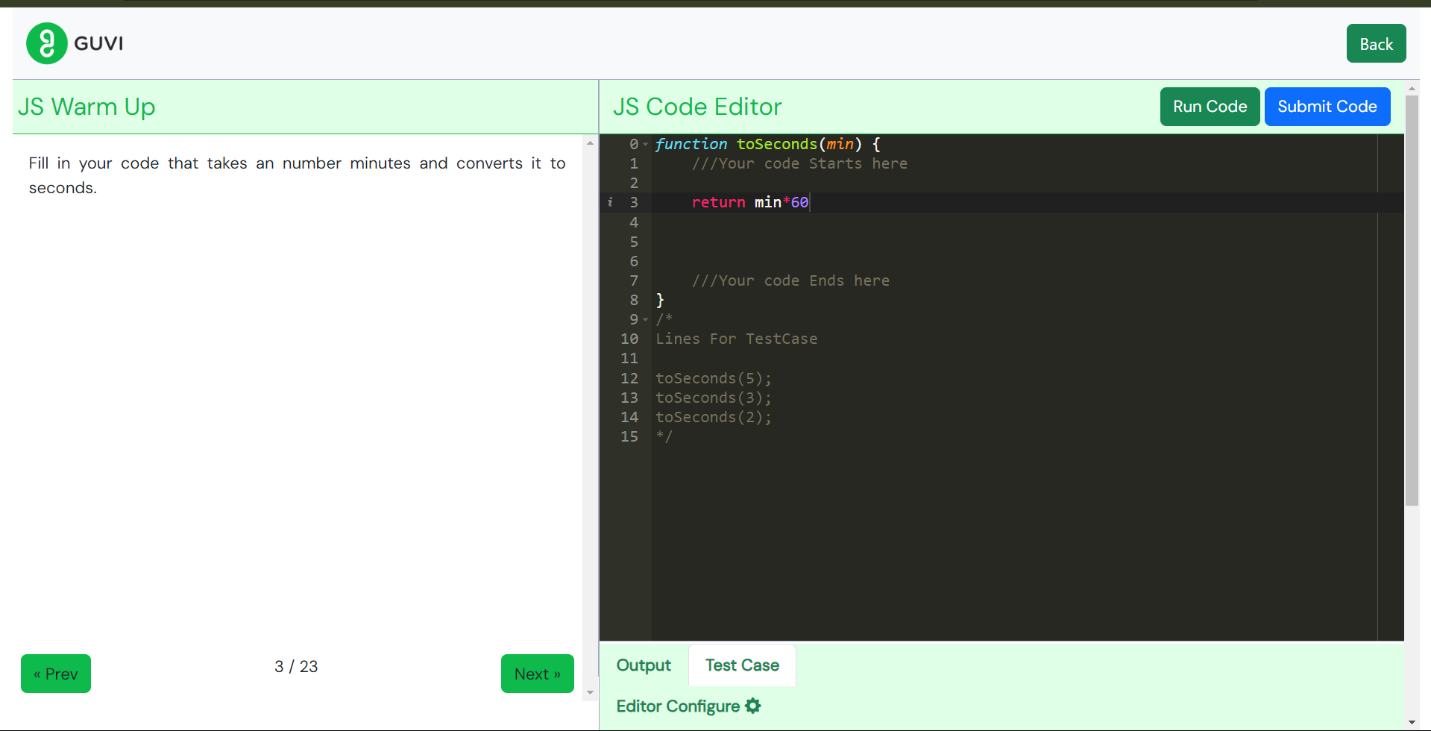 GUVI
Back
JS Warm Up
Fill in your code that takes an number minutes and converts it to
seconds.
« Prev
3 / 23
Next »
JS Code Editor
Run Code
Submit Code
0 function toSeconds(min) {
1 ///Your code Starts here
2
i 3 return min*60
4
5
6
7 ///Your code Ends here
8 }
9 /*
10 Lines For TestCase
11
12 toSeconds(5);
13 toSeconds(3);
14 toSeconds(2);
15 */
Output
Test Case
Editor Configure